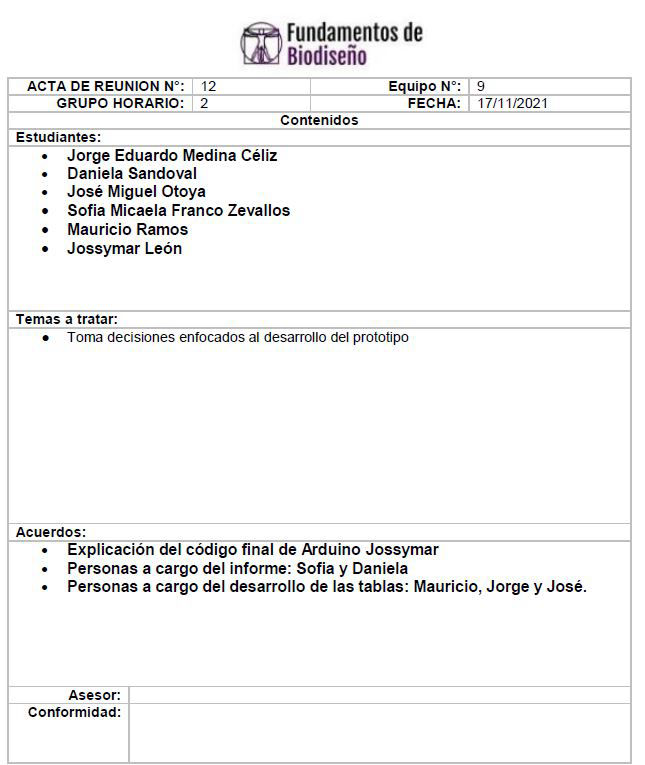 Fundamentos de
Biodiseño
ACTA DE REUNION N°: 12 Equipo N°: 9
GRUPO HORARIO: 2 FECHA: 17/11/2021
Contenidos
Estudiantes:
• Jorge Eduardo Medina Céliz
• Daniela Sandoval
• José Miguel Otoya
• Sofia Micaela Franco Zevallos
• Mauricio Ramos
• Jossymar León
Temas a tratar:
• Toma decisiones enfocados al desarrollo del prototipo
Acuerdos:
• Explicación del código final de Arduino Jossymar
• Personas a cargo del informe: Sofia y Daniela
• Personas a cargo del desarrollo de las tablas: Mauricio, Jorge y José.
Asesor:
Conformidad: